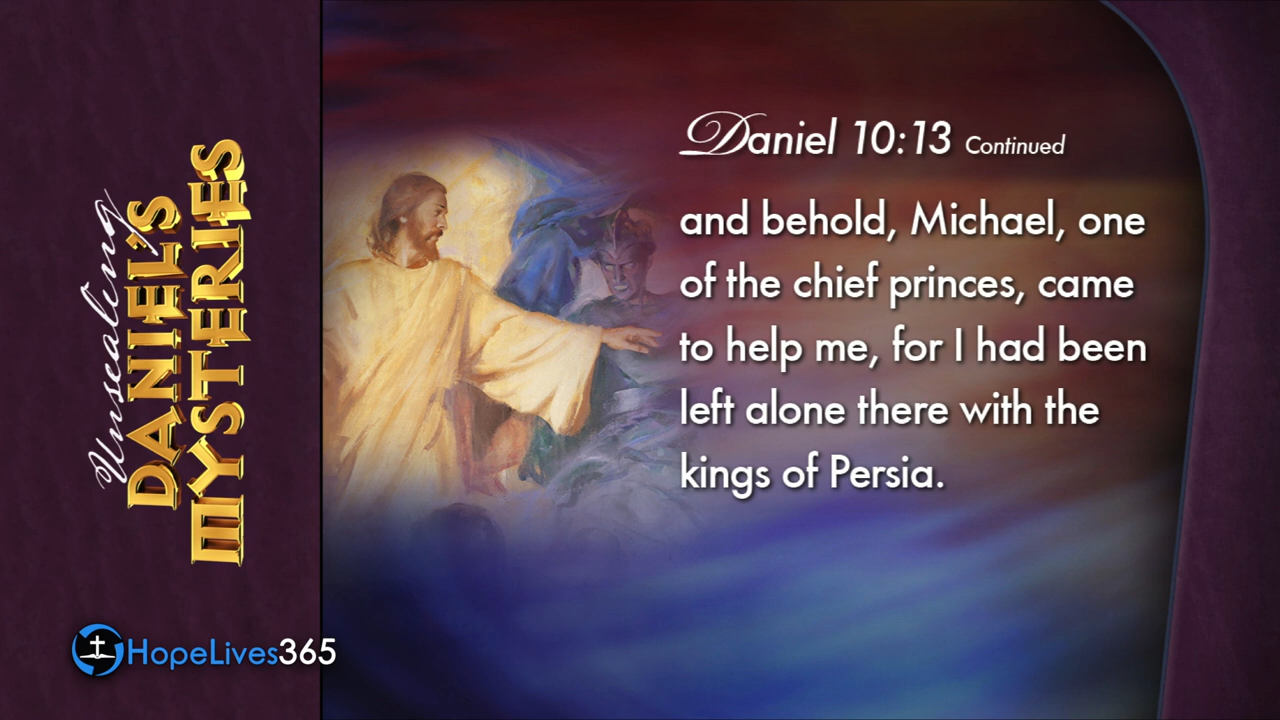 Unsealing
DANIEL'S
MYSTERIES
HopeLives365
Daniel 10:13 Continued
and behold, Michael, one
of the chief princes, came
to help me, for I had been
left alone there with the
kings of Persia.